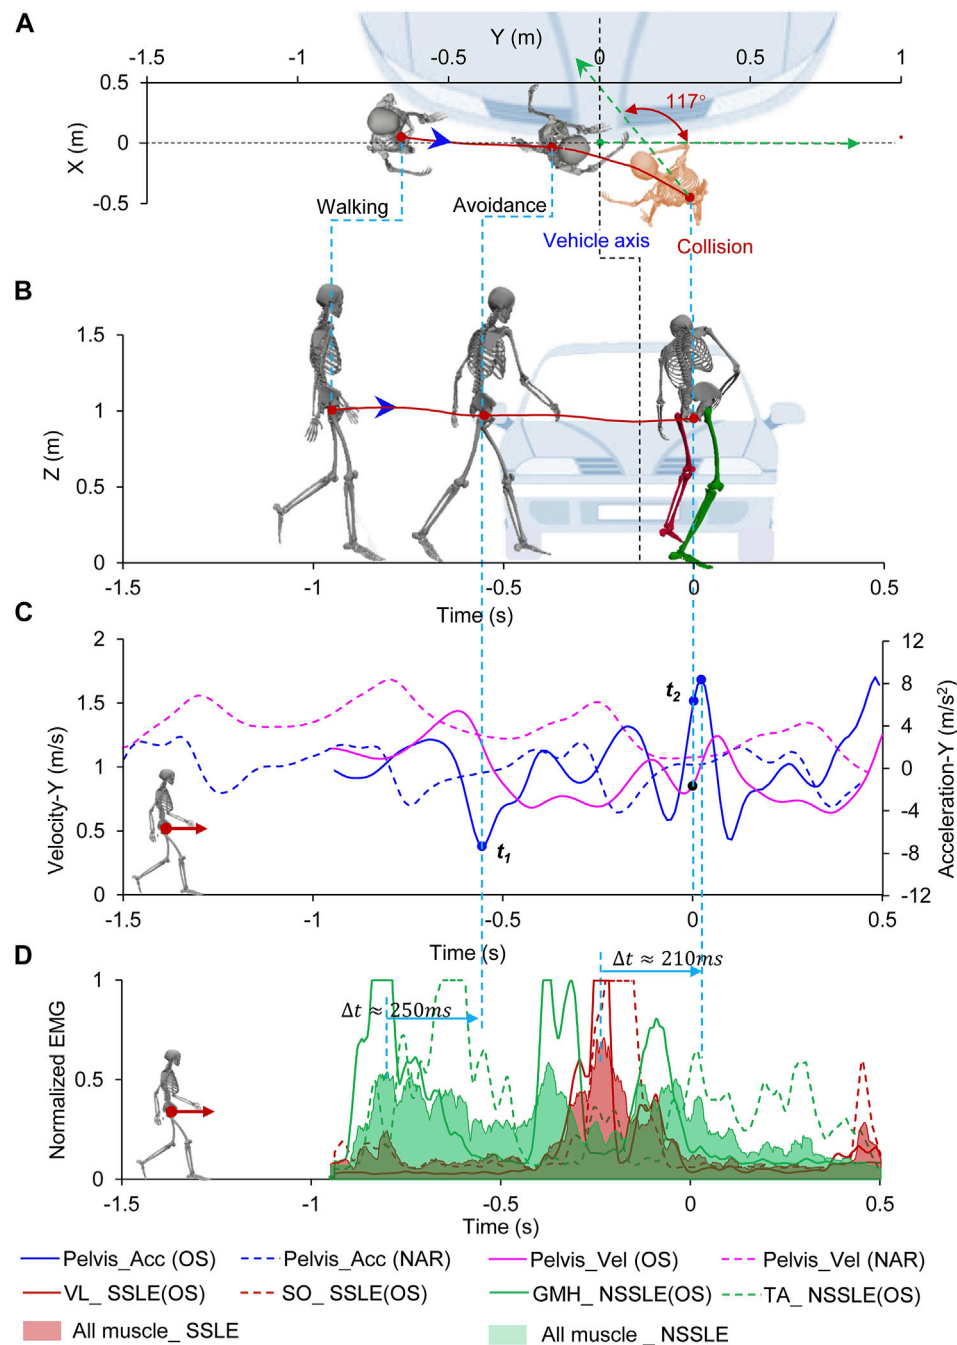 A
Y (m)
-1.5 -1 -0.5 0 0.5 1
0.5
0
-0.5
X (m)
117°
Walking
Avoidance
Vehicle axis
Collision
B
1.5
1
0.5
0
Z (m)
-1.5 -1 -0.5 0 0.5
Time (s)
C
2
1.5
1
0.5
0
Velocity-Y (m/s)
12
8
4
0
-4
-8
-12
Acceleration-Y (m/s²)
t₂
t₁
-1.5 -1 -0.5 0 0.5
Time (s)
D
Δt ≈ 210ms
Δt ≈ 250ms
1
0.5
0
Normalized EMG
-1.5 -1 -0.5 0 0.5
Time (s)
Pelvis_Acc (OS) Pelvis_Acc (NAR) Pelvis_Vel (OS) Pelvis_Vel (NAR)
VL_ SSLE(OS) SO_ SSLE(OS) GMH_ NSSLE(OS) TA_ NSSLE(OS)
All muscle_ SSLE All muscle_ NSSLE